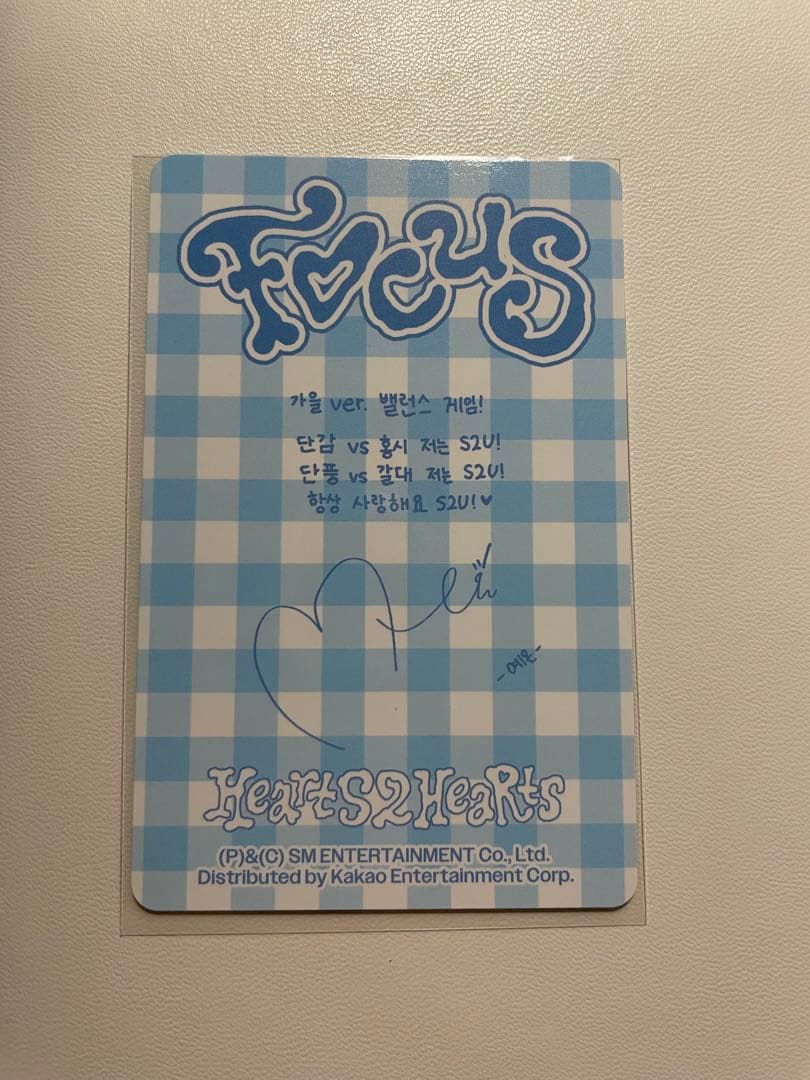 Focus
가을 ver. 밸런스 게임!
단감 vs 홍시 저는 S2U!
단풍 vs 갈대 저는 S2U!
항상 사랑해요 S2U!♥
-예온-
Hearts2Hearts
(P)&(C) SM ENTERTAINMENT Co., Ltd.
Distributed by Kakao Entertainment Corp.